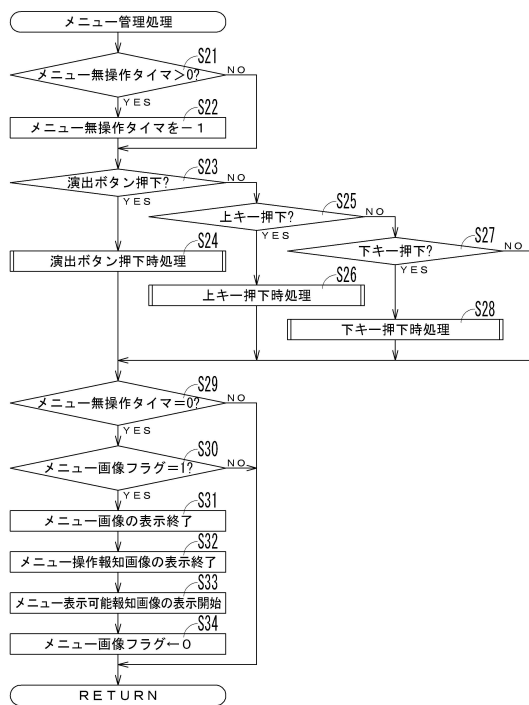 メニュー管理処理
S21
メニュー無操作タイマ>0?
NO
YES
S22
メニュー無操作タイマを−1
S23
演出ボタン押下?
NO
YES
S25
上キー押下?
NO
YES
S27
下キー押下?
NO
YES
S24
演出ボタン押下時処理
S26
上キー押下時処理
S28
下キー押下時処理
S29
メニュー無操作タイマ=0?
NO
YES
S30
メニュー画像フラグ=1?
NO
YES
S31
メニュー画像の表示終了
S32
メニュー操作報知画像の表示終了
S33
メニュー表示可能報知画像の表示開始
S34
メニュー画像フラグ←0
RETURN